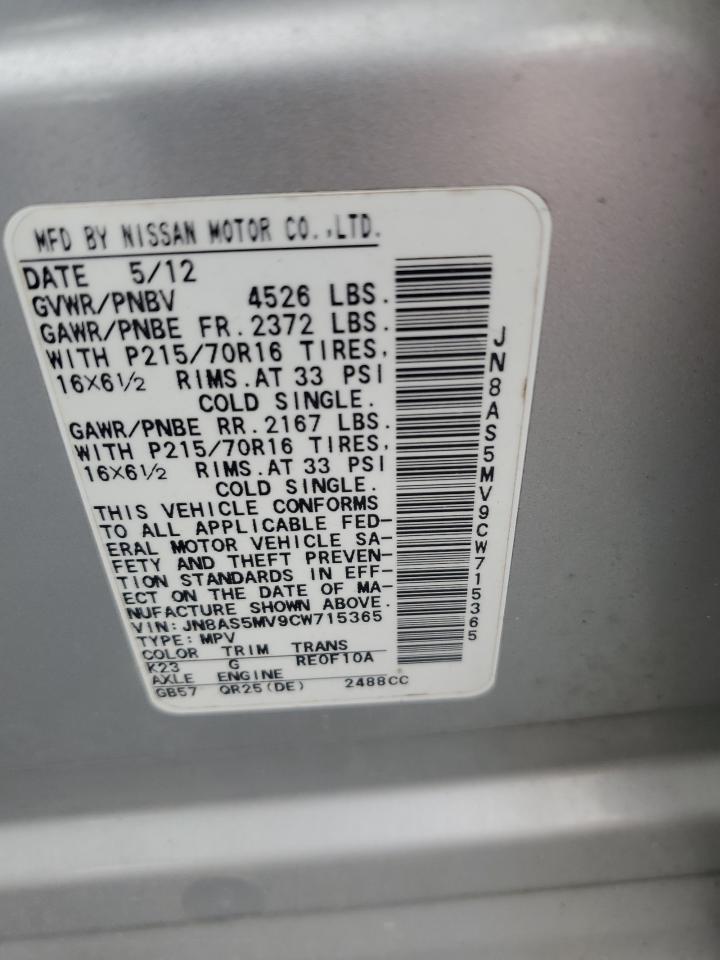 MFD BY NISSAN MOTOR CO.,LTD.
DATE 5/12
GVWR/PNBV 4526 LBS.
GAWR/PNBE FR.2372 LBS.
WITH P215/70R16 TIRES,
16X6½ RIMS.AT 33 PSI
COLD SINGLE.
GAWR/PNBE RR.2167 LBS.
WITH P215/70R16 TIRES,
16X6½ RIMS.AT 33 PSI
COLD SINGLE.
THIS VEHICLE CONFORMS
TO ALL APPLICABLE FED-
ERAL MOTOR VEHICLE SA-
FETY AND THEFT PREVEN-
TION STANDARDS IN EFF-
ECT ON THE DATE OF MA-
NUFACTURE SHOWN ABOVE.
VIN: JN8AS5MV9CW715365
TYPE: MPV
COLOR TRIM TRANS
K23 G RE0F10A
AXLE ENGINE
GB57 QR25(DE) 2488CC
JN8AS5MV9CW715365